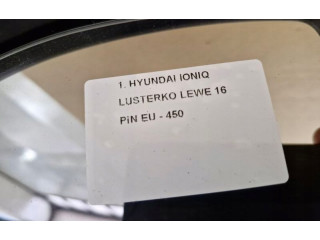 1. HYUNDAI IONIQ
LUSTERKO LEWE 16
PiN EU - 450